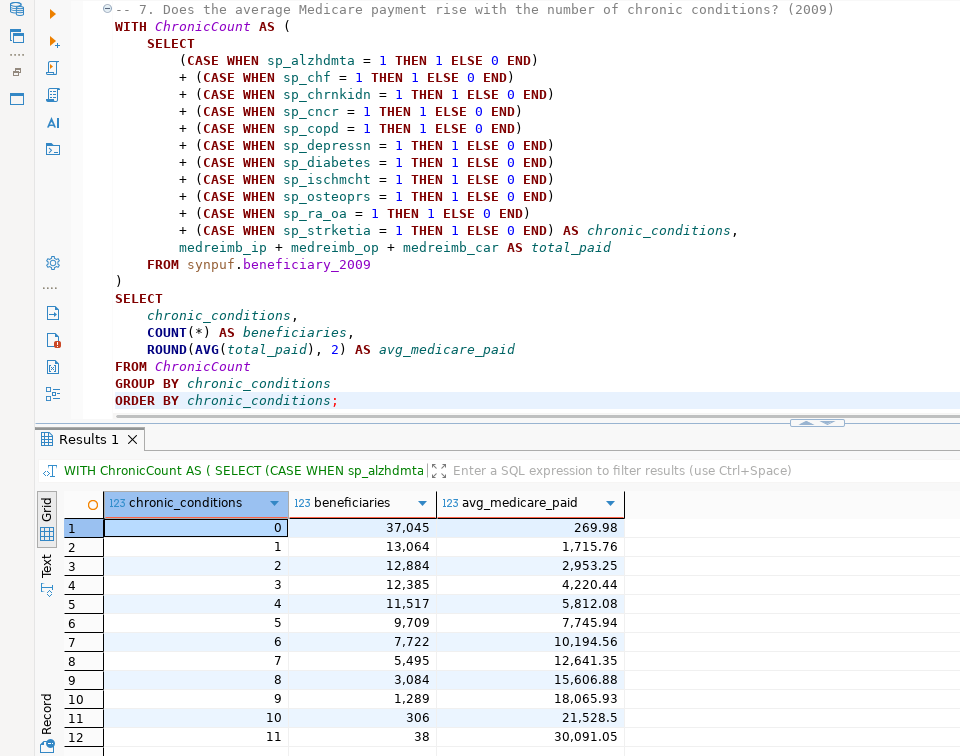 -- 7. Does the average Medicare payment rise with the number of chronic conditions? (2009)
WITH ChronicCount AS (
SELECT
(CASE WHEN sp_alzhdmta = 1 THEN 1 ELSE 0 END)
+ (CASE WHEN sp_chf = 1 THEN 1 ELSE 0 END)
+ (CASE WHEN sp_chrnkidn = 1 THEN 1 ELSE 0 END)
+ (CASE WHEN sp_cncr = 1 THEN 1 ELSE 0 END)
+ (CASE WHEN sp_copd = 1 THEN 1 ELSE 0 END)
+ (CASE WHEN sp_depressn = 1 THEN 1 ELSE 0 END)
+ (CASE WHEN sp_diabetes = 1 THEN 1 ELSE 0 END)
+ (CASE WHEN sp_ischmcht = 1 THEN 1 ELSE 0 END)
+ (CASE WHEN sp_osteoprs = 1 THEN 1 ELSE 0 END)
+ (CASE WHEN sp_ra_oa = 1 THEN 1 ELSE 0 END)
+ (CASE WHEN sp_strketia = 1 THEN 1 ELSE 0 END) AS chronic_conditions,
medreimb_ip + medreimb_op + medreimb_car AS total_paid
FROM synpuf.beneficiary_2009
)
SELECT
chronic_conditions,
COUNT(*) AS beneficiaries,
ROUND(AVG(total_paid), 2) AS avg_medicare_paid
FROM ChronicCount
GROUP BY chronic_conditions
ORDER BY chronic_conditions;
AI
Results 1
WITH ChronicCount AS ( SELECT (CASE WHEN sp_alzhdmta Enter a SQL expression to filter results (use Ctrl+Space)
Grid
Text
Record
123 chronic_conditions 123 beneficiaries 123 avg_medicare_paid
1 0 37,045 269.98
2 1 13,064 1,715.76
3 2 12,884 2,953.25
4 3 12,385 4,220.44
5 4 11,517 5,812.08
6 5 9,709 7,745.94
7 6 7,722 10,194.56
8 7 5,495 12,641.35
9 8 3,084 15,606.88
10 9 1,289 18,065.93
11 10 306 21,528.5
12 11 38 30,091.05